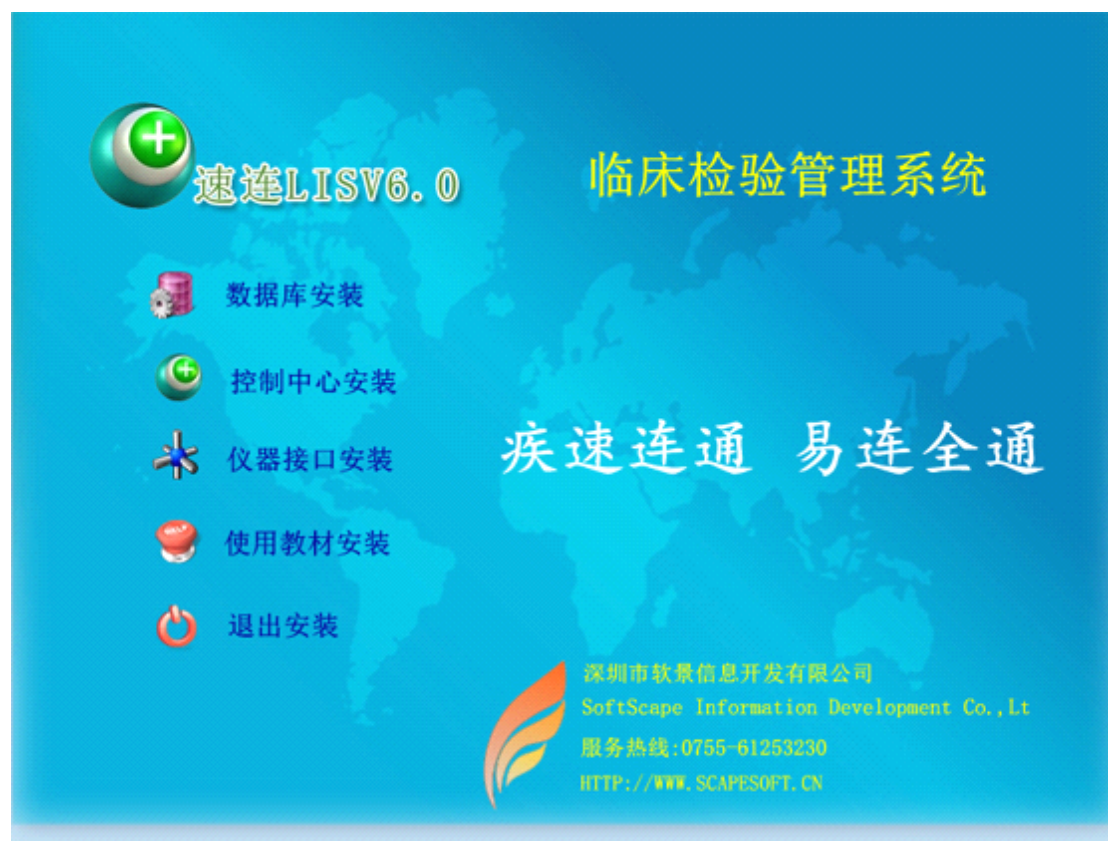 速连LISV6.0
临床检验管理系统
数据库安装
控制中心安装
仪器接口安装
使用教材安装
退出安装
疾速连通 易连全通
深圳市软景信息开发有限公司
SoftScape Information Development Co.,Lt
服务热线:0755-61253230
HTTP://WWW.SCAPESOFT.CN